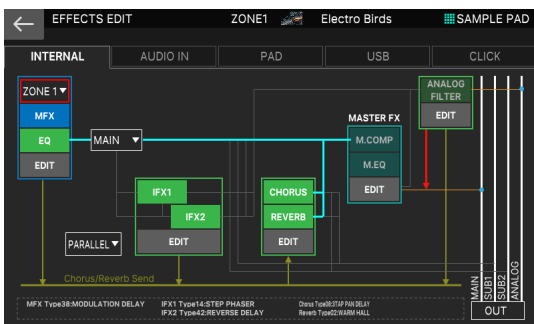 ← EFFECTS EDIT ZONE1 Electro Birds SAMPLE PAD
INTERNAL AUDIO IN PAD USB CLICK
ZONE 1▼
MFX
EQ
EDIT
MAIN ▼
IFX1
IFX2
EDIT
PARALLEL▼
CHORUS
REVERB
EDIT
MASTER FX
M.COMP
M.EQ
EDIT
ANALOG
FILTER
EDIT
Chorus/Reverb Send
MAIN
SUB1
SUB2
ANALOG
OUT
MFX Type38:MODULATION DELAY IFX1 Type14:STEP PHASER Chorus Type08:3TAP PAN DELAY
IFX2 Type42:REVERSE DELAY Reverb Type02:WARM HALL